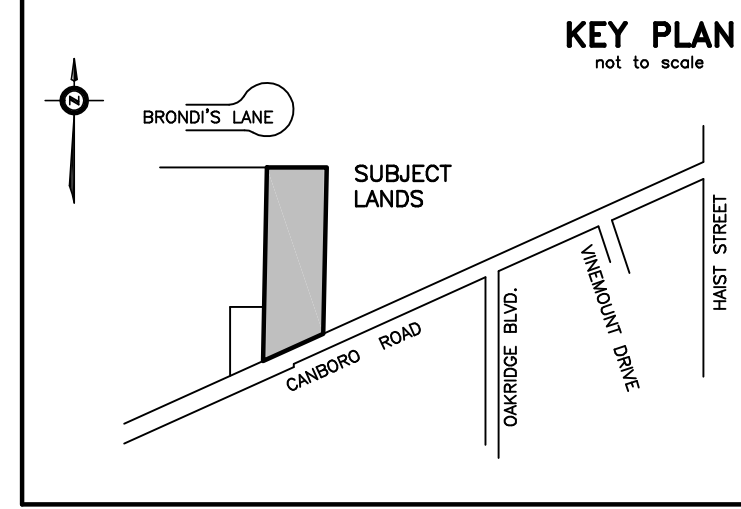 KEY PLAN
not to scale
N
BRONDI'S LANE
SUBJECT
LANDS
HAIST STREET
VINEMOUNT DRIVE
OAKRIDGE BLVD.
CANBORO ROAD